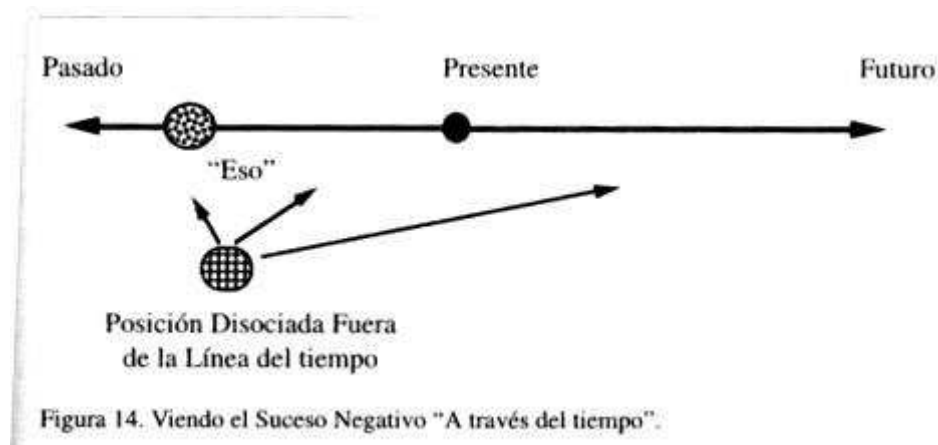 Pasado Presente Futuro
“Eso”
Posición Disociada Fuera
de la Línea del tiempo
Figura 14. Viendo el Suceso Negativo “A través del tiempo”.